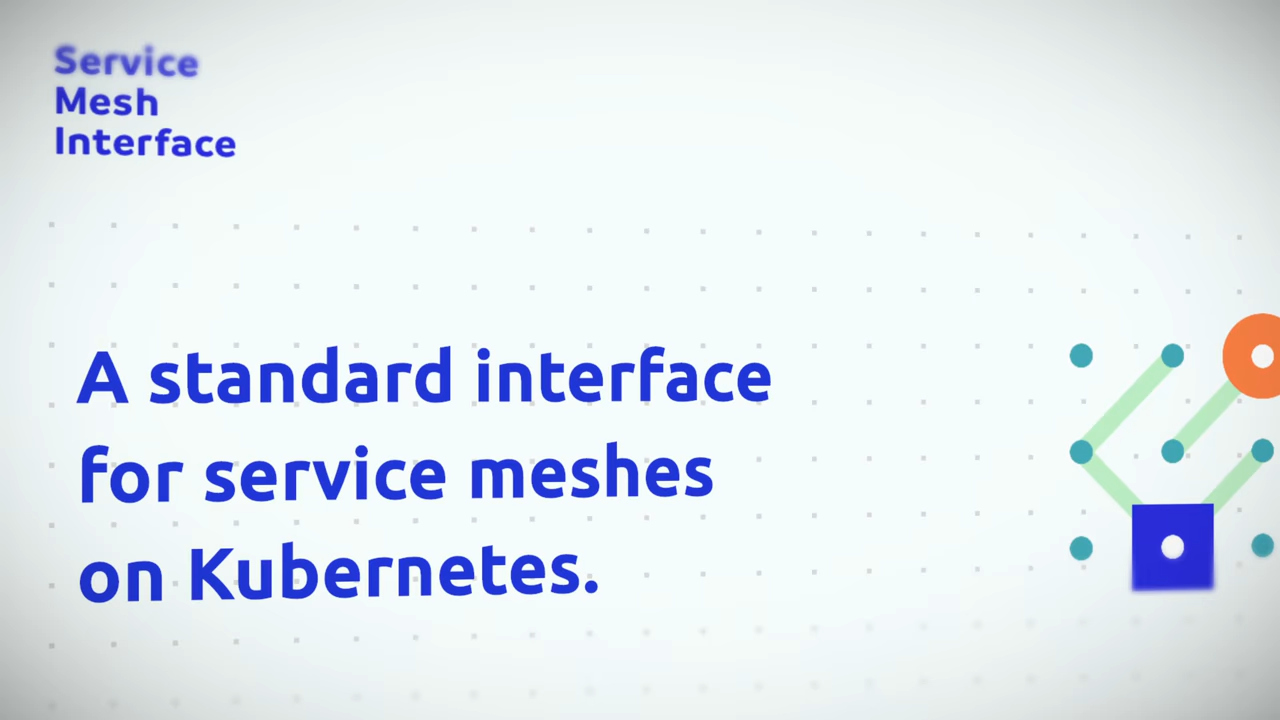 Service
Mesh
Interface
A standard interface
for service meshes
on Kubernetes.